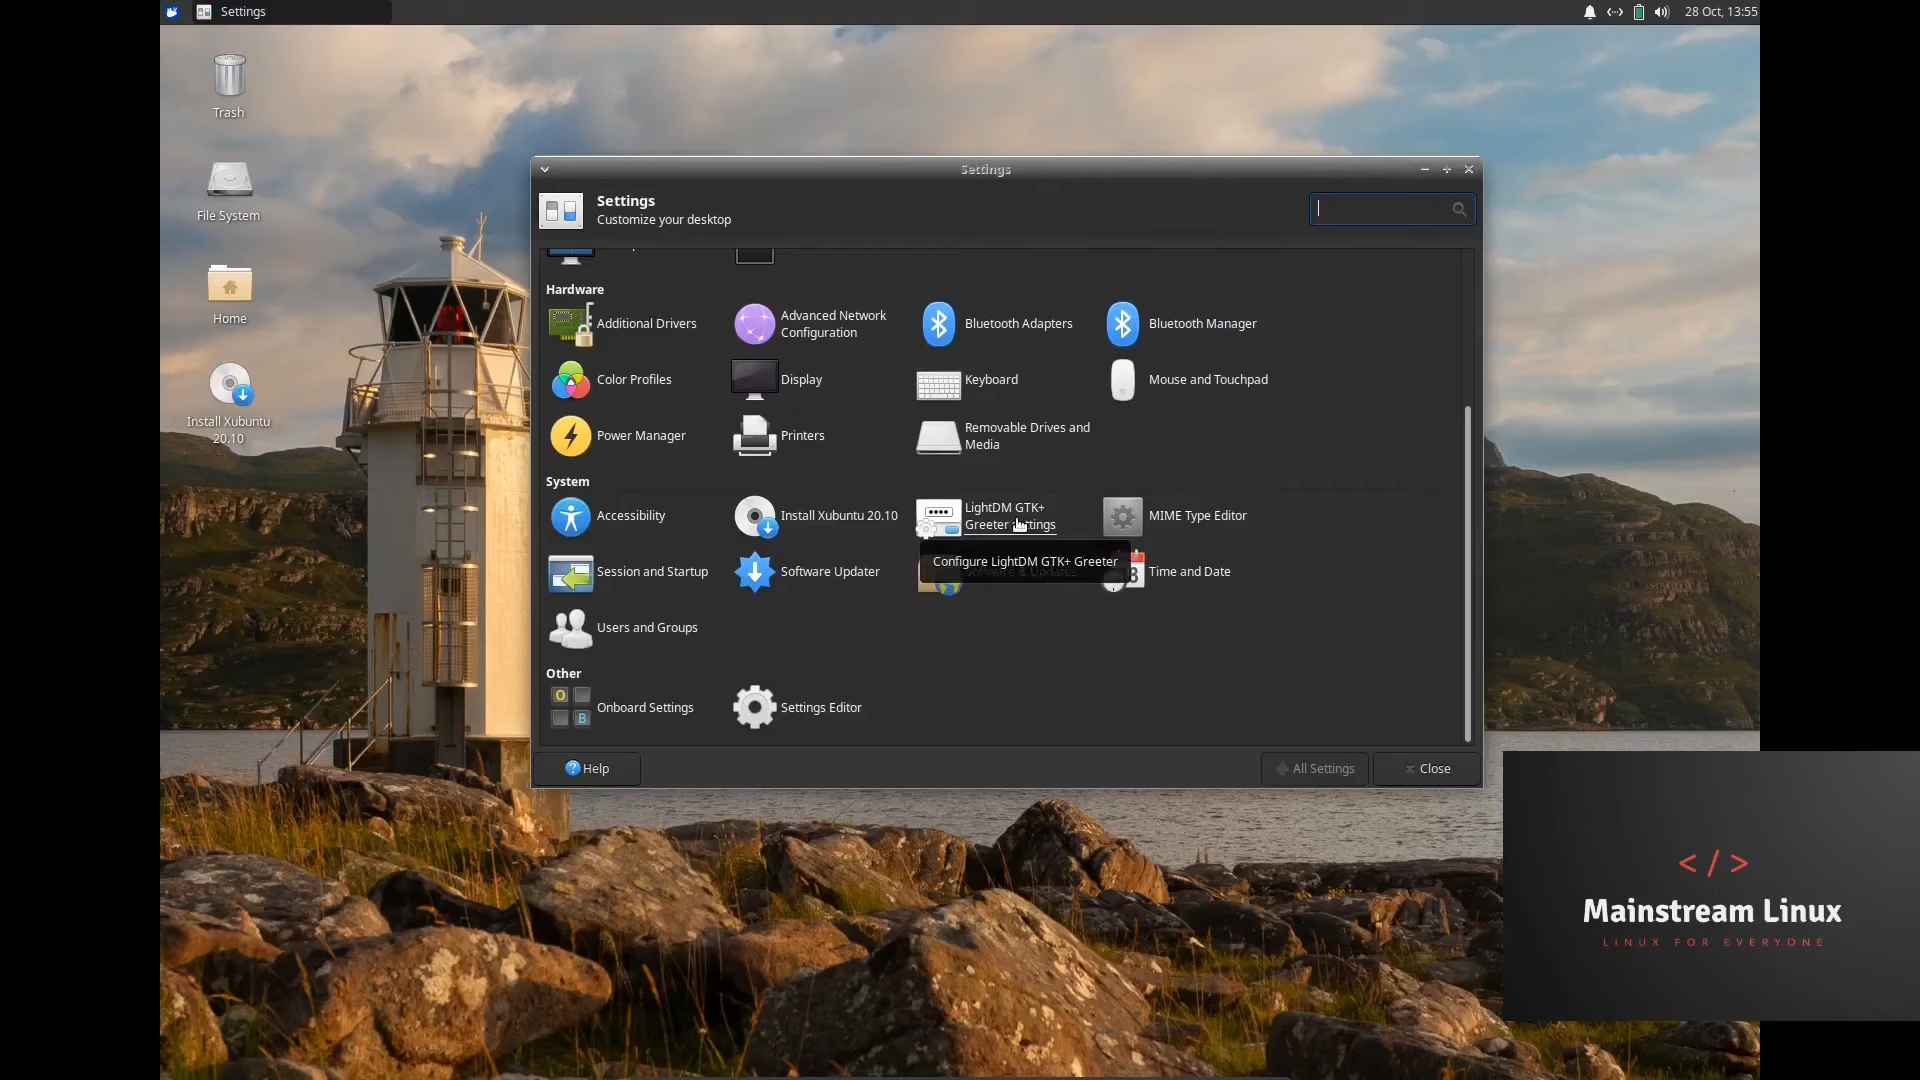 Settings
28 Oct, 13:55
Trash
File System
Home
Install Xubuntu
20.10
Settings
Settings
Customize your desktop
Hardware
Additional Drivers
Advanced Network
Configuration
Bluetooth Adapters
Bluetooth Manager
Color Profiles
Display
Keyboard
Mouse and Touchpad
Power Manager
Printers
Removable Drives and
Media
System
Accessibility
Install Xubuntu 20.10
LightDM GTK+
Greeter Settings
MIME Type Editor
Configure LightDM GTK+ Greeter
Session and Startup
Software Updater
Software & Updates
Time and Date
Users and Groups
Other
Onboard Settings
Settings Editor
Help
All Settings
Close
</>
Mainstream Linux
LINUX FOR EVERYONE